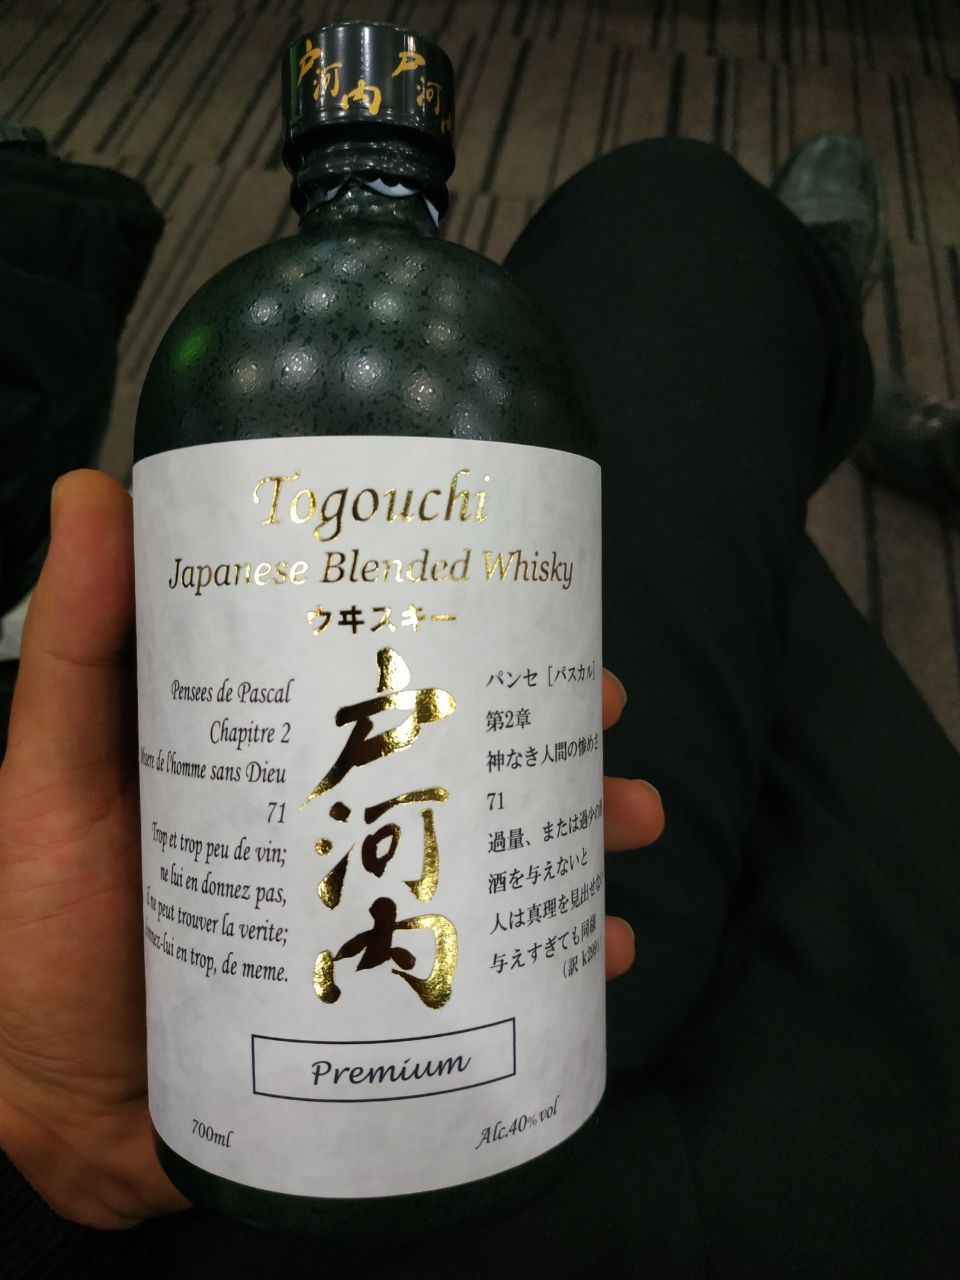 戸河内
戸河
Togouchi
Japanese Blended Whisky
ウヰスキー
戸河内
Pensees de Pascal
Chapitre 2
de l'homme sans Dieu
71
Trop et trop peu de vin;
ne lui en donnez pas,
il ne peut trouver la verite;
donnez-lui en trop, de meme.
パンセ［パスカル］
第2章
神なき人間の惨めさ
71
過量、または過少の
酒を与えないと
人は真理を見出せない
与えすぎても同様
（訳
Premium
700ml
Alc.40%vol